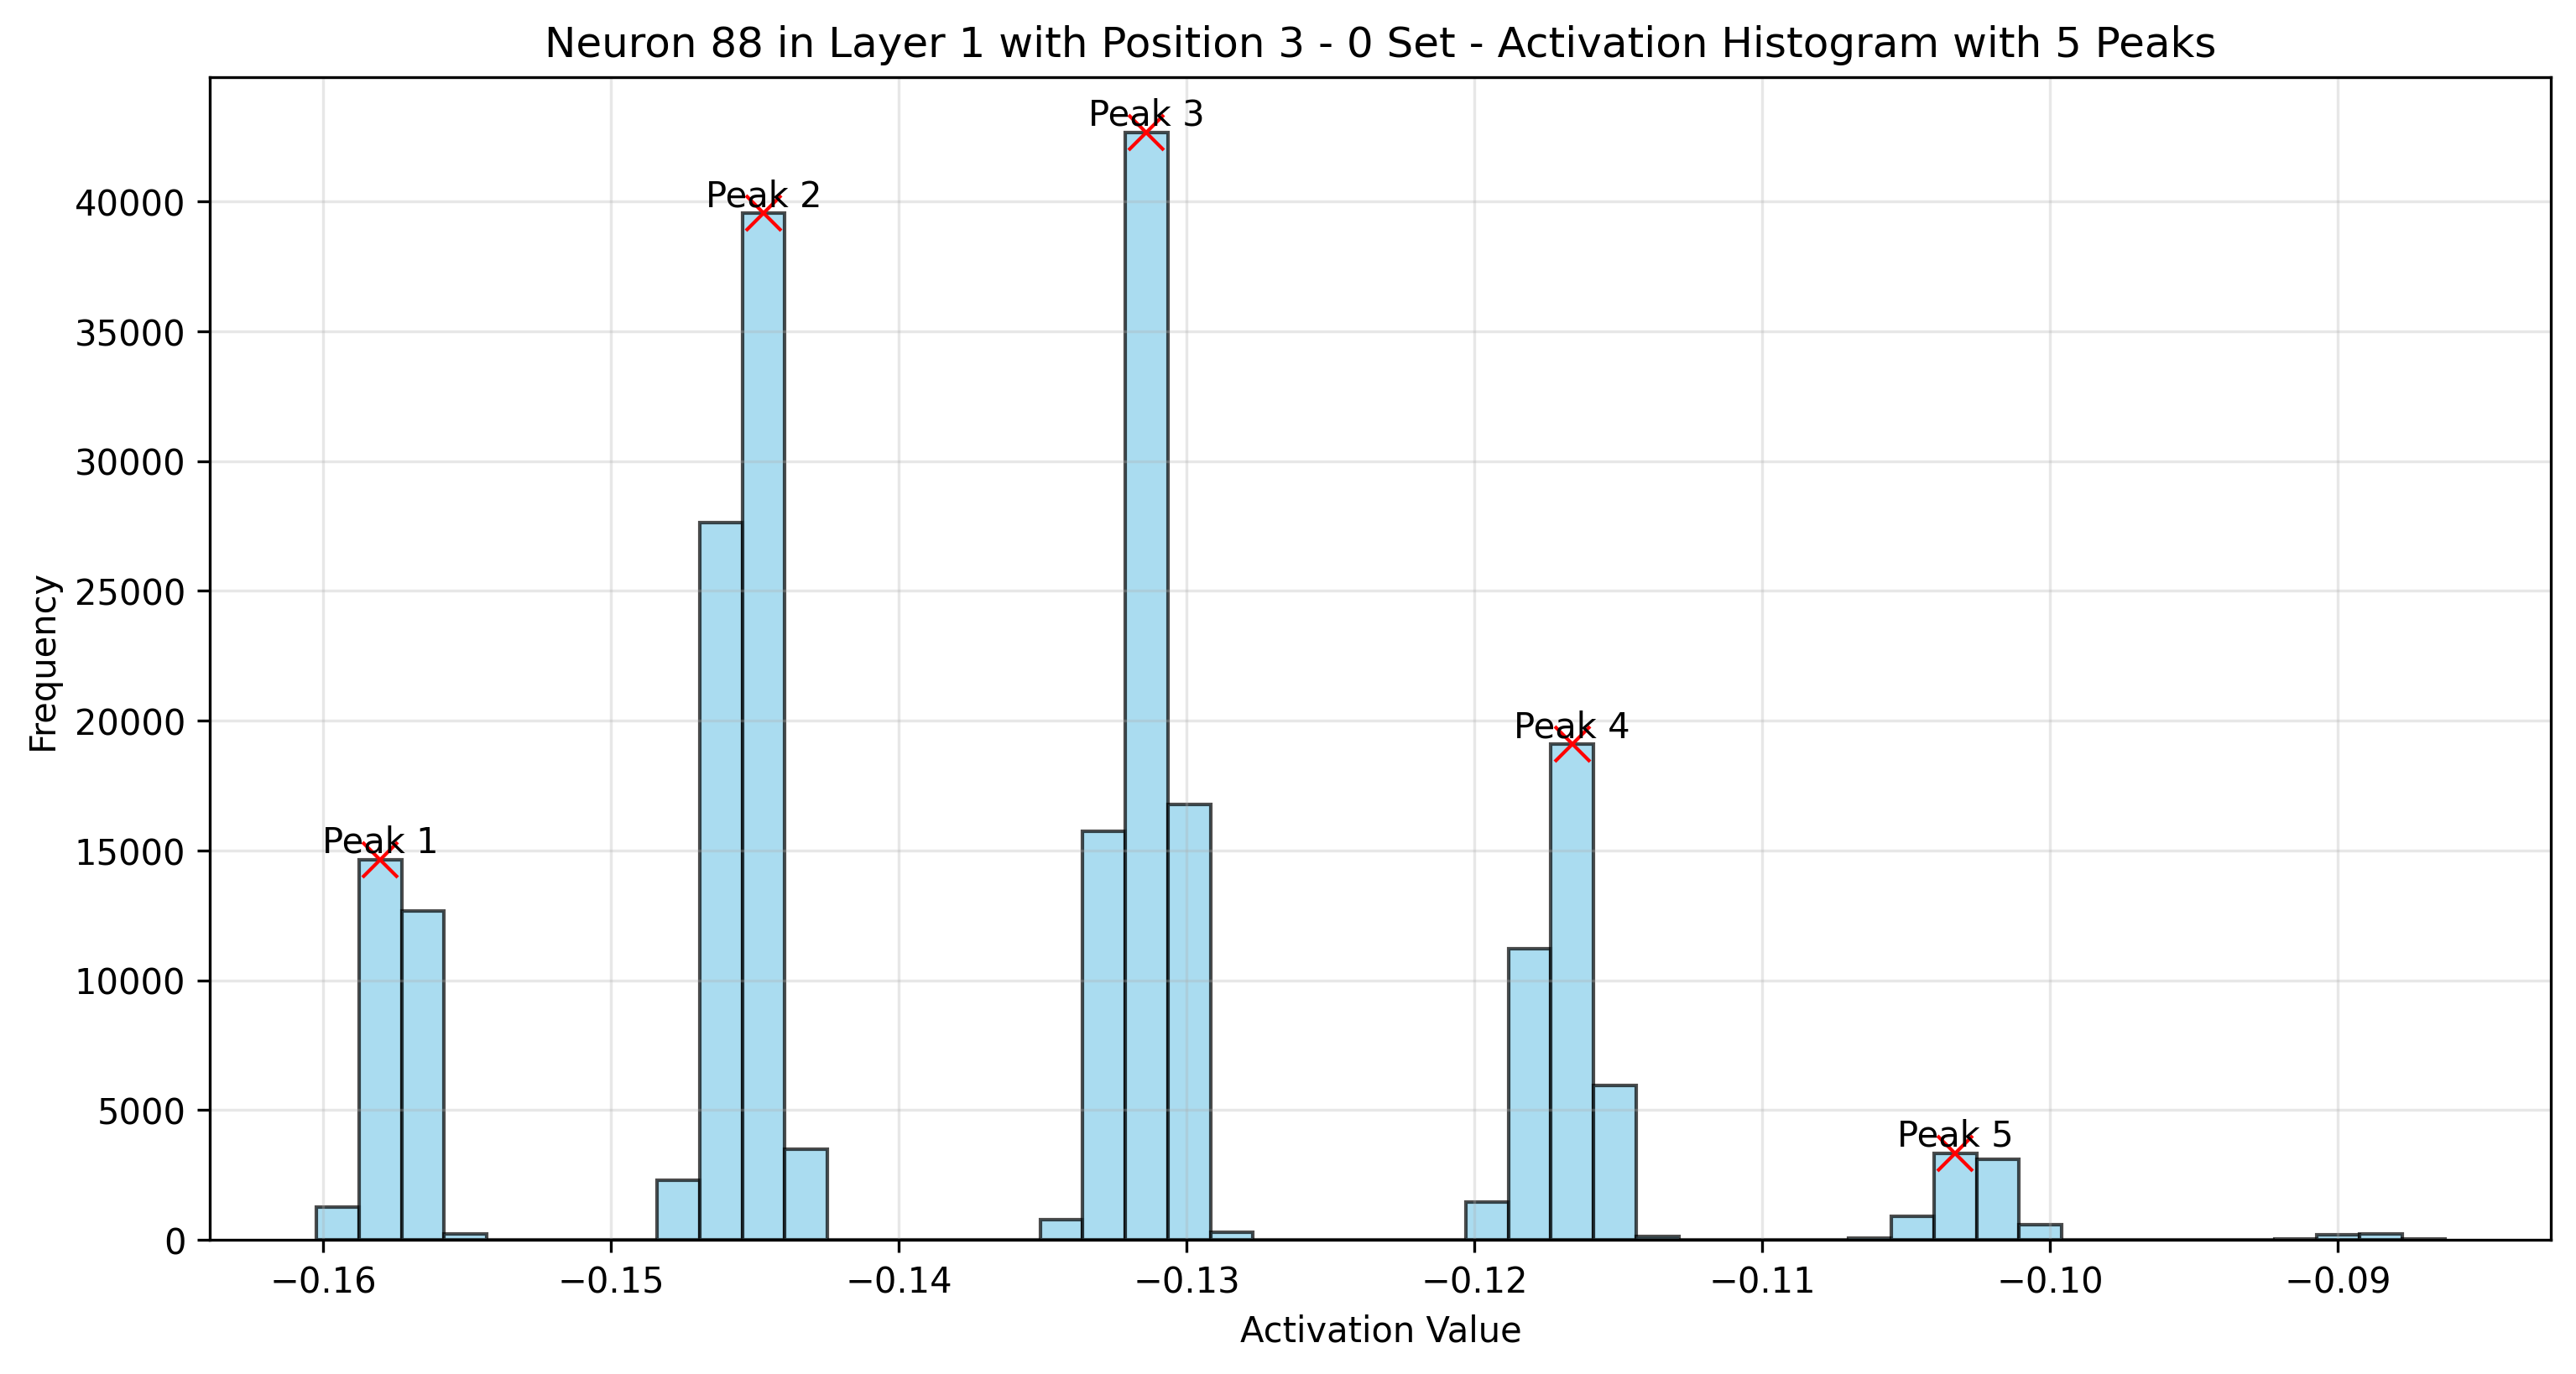 Neuron 88 in Layer 1 with Position 3 - 0 Set - Activation Histogram with 5 Peaks
Peak 3
Peak 2
Peak 4
Peak 1
Peak 5
Frequency
40000
35000
30000
25000
20000
15000
10000
5000
0
−0.16 −0.15 −0.14 −0.13 −0.12 −0.11 −0.10 −0.09
Activation Value